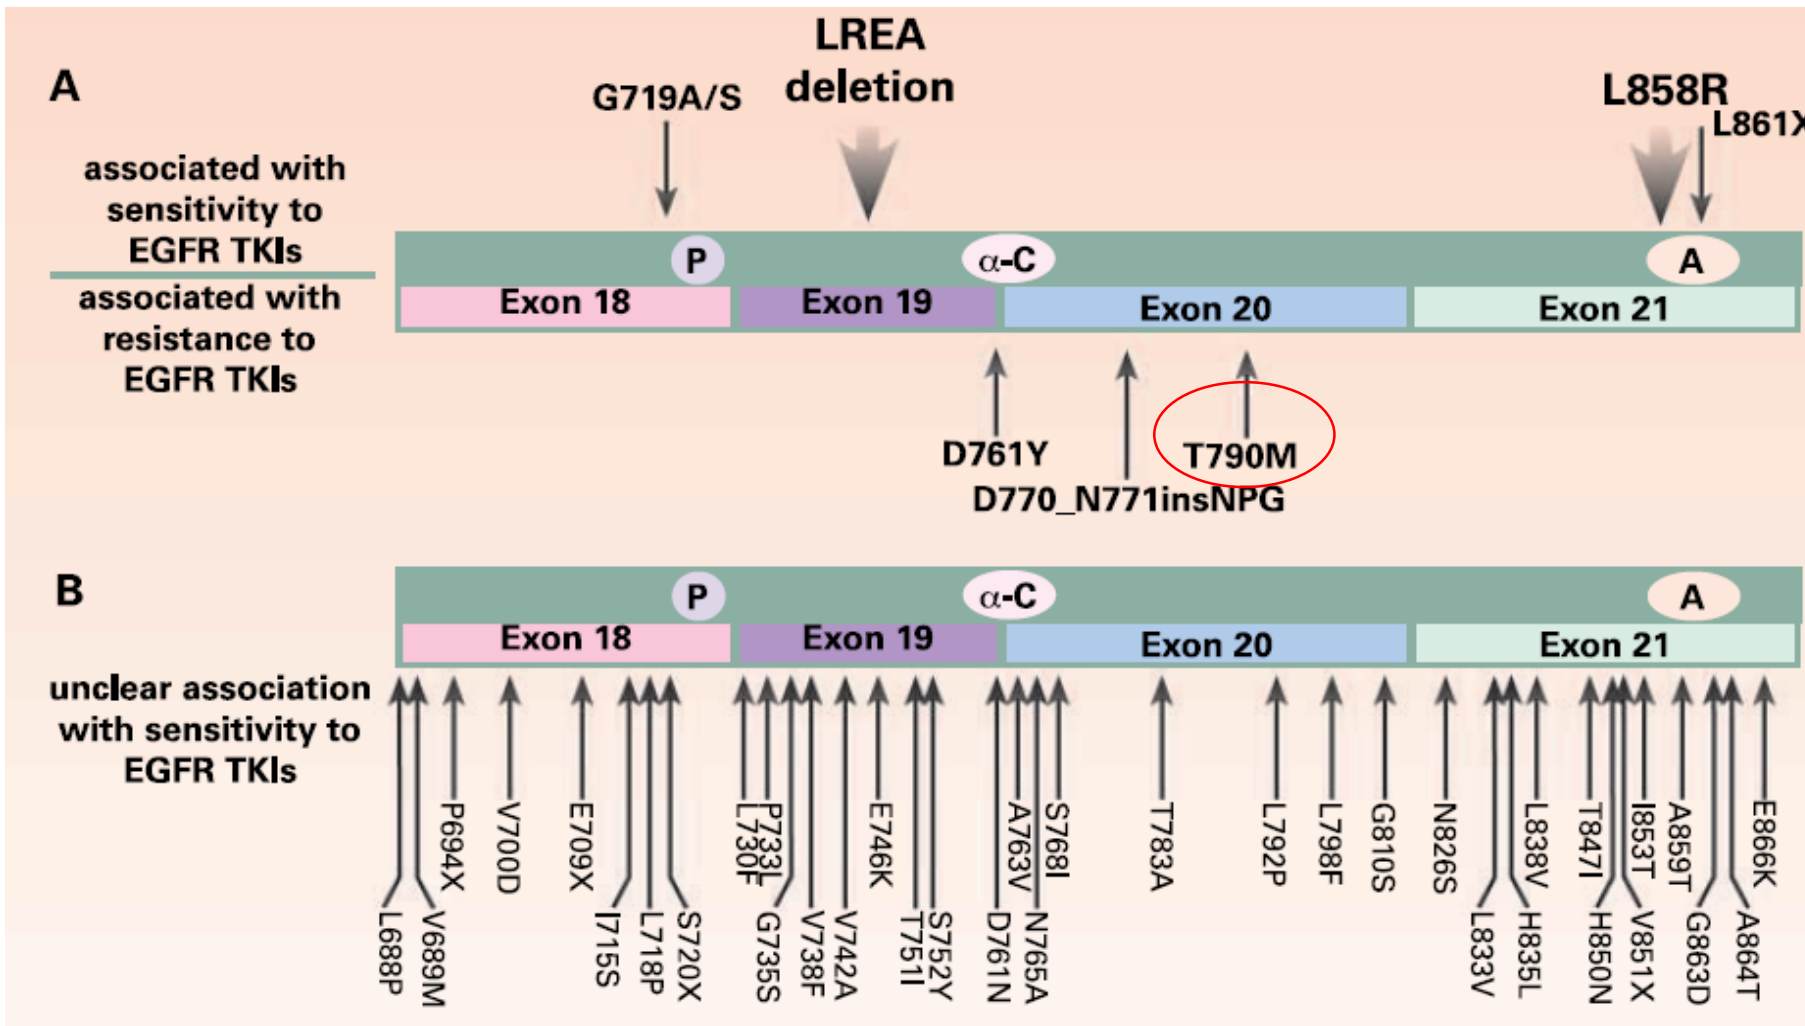 LREA
deletion
A
G719A/S
L858R
L861X
associated with
sensitivity to
EGFR TKIs
associated with
resistance to
EGFR TKIs
P
α-C
A
Exon 18
Exon 19
Exon 20
Exon 21
D761Y
T790M
D770_N771insNPG
B
P
α-C
A
Exon 18
Exon 19
Exon 20
Exon 21
unclear association
with sensitivity to
EGFR TKIs
L688P
V689M
P694X
V700D
E709X
I715S
L718P
S720X
L730F
P733L
G735S
V738F
V742A
E746K
T751I
S752Y
D761N
A763V
N765A
S768I
T783A
L792P
L798F
G810S
N826S
L833V
H835L
L838V
T847I
H850N
V851X
I853T
A859T
G863D
A864T
E866K